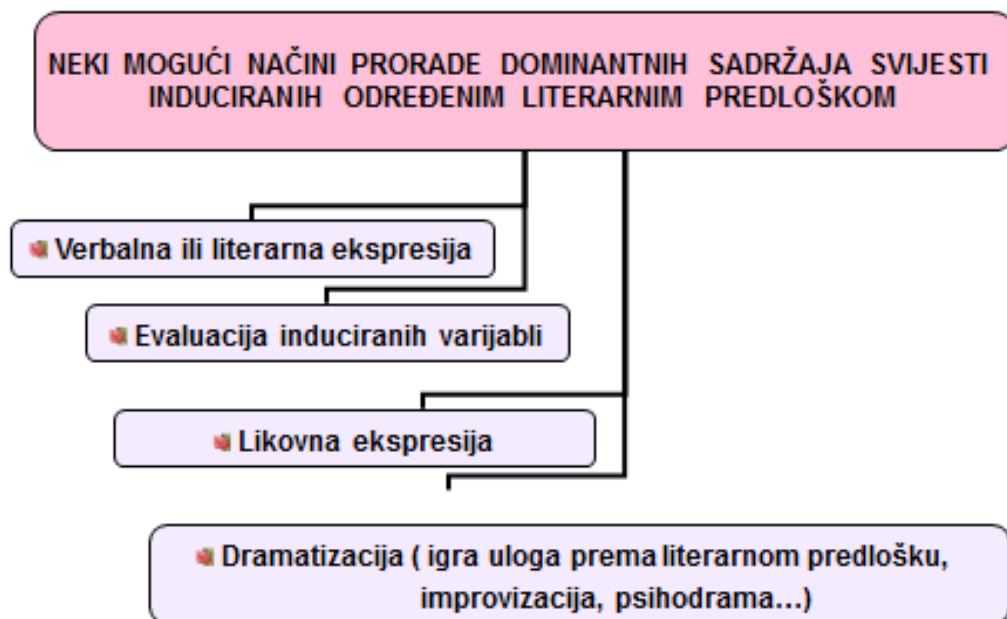 NEKI MOGUĆI NAČINI PRORADE DOMINANTNIH SADRŽAJA SVIJESTI
INDUCIRANIH ODREĐENIM LITERARNIM PREDLOŠKOM
Verbalna ili literarna ekspresija
Evaluacija induciranih varijabli
Likovna ekspresija
Dramatizacija ( igra uloga prema literarnom predlošku,
improvizacija, psihodrama...)